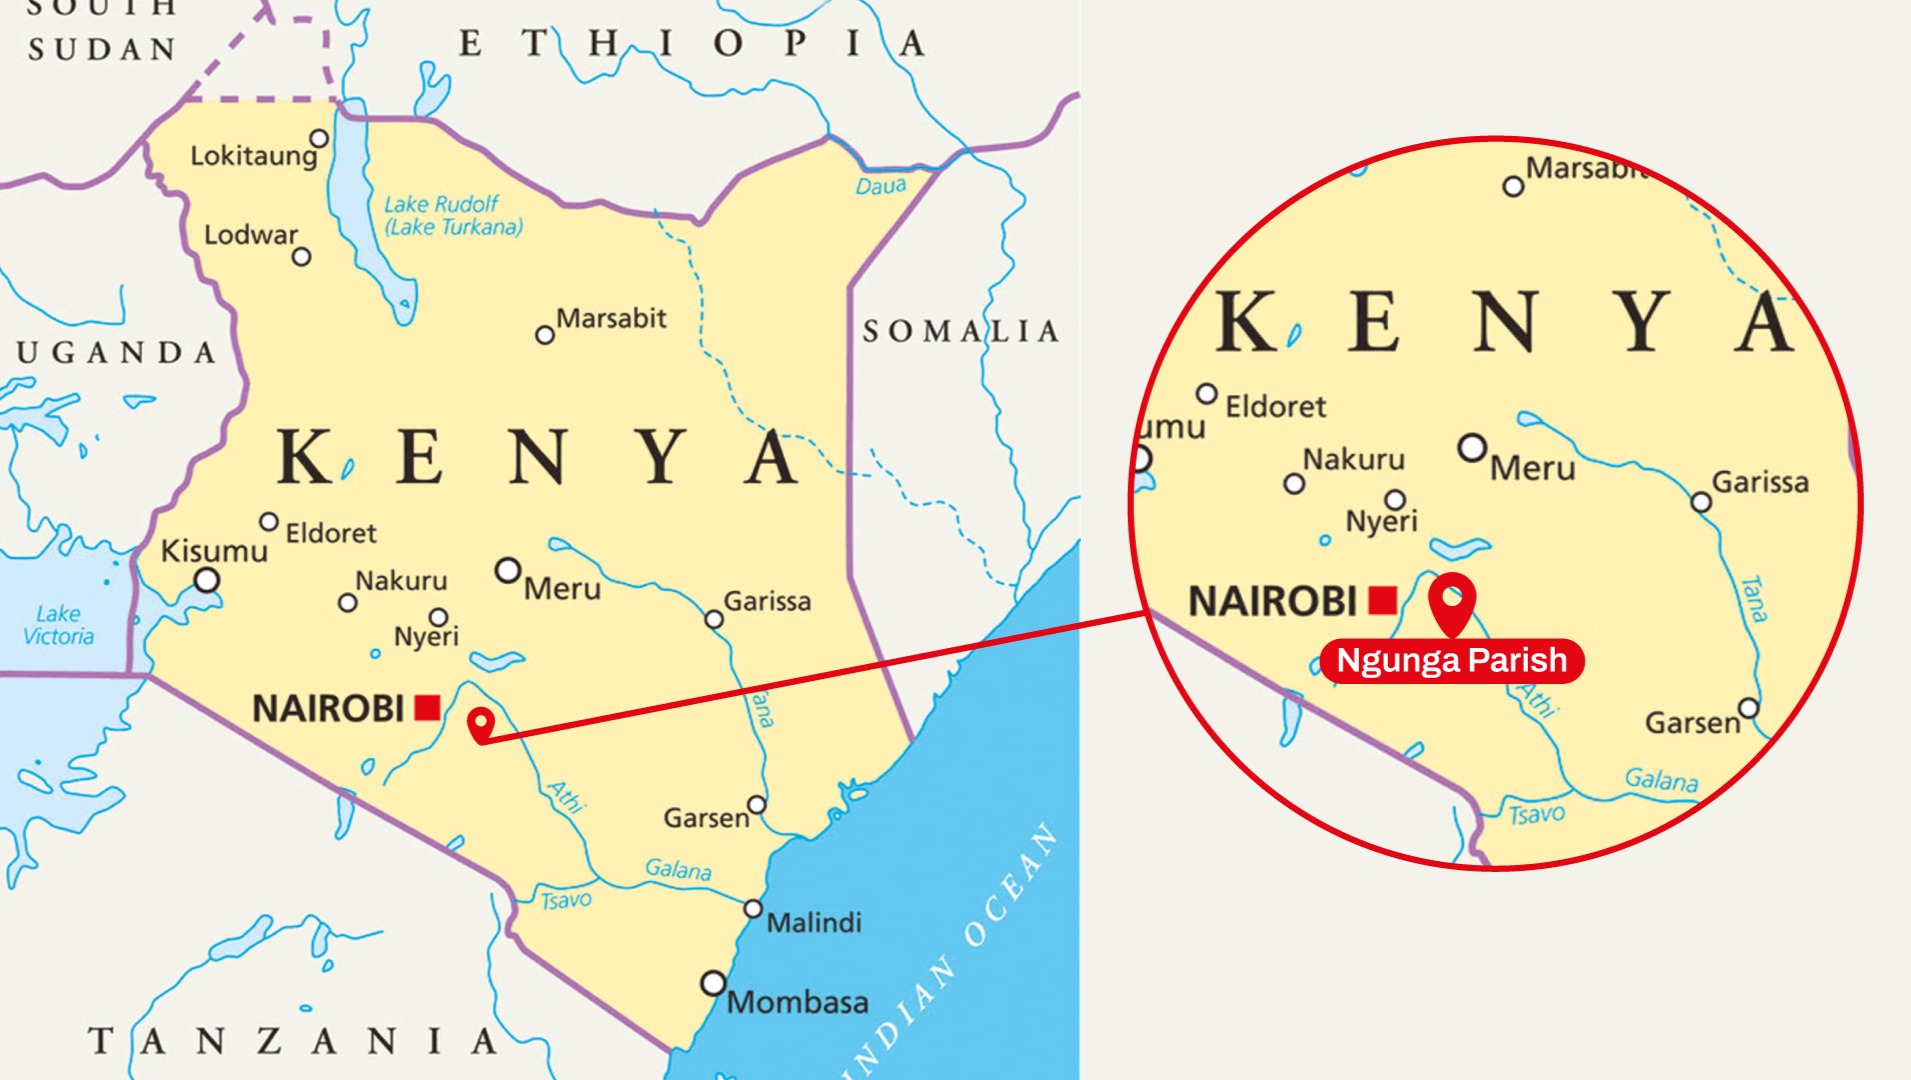 SOUTH
SUDAN
ETHIOPIA
Lokitaung
Lake Rudolf
(Lake Turkana)
Daua
Lodwar
Marsabit
SOMALIA
UGANDA
KENYA
Eldoret
Kisumu
Nakuru
Meru
Garissa
Lake
Victoria
Nyeri
NAIROBI
Tana
Athi
Garsen
Galana
Tsavo
Malindi
Mombasa
INDIAN OCEAN
TANZANIA
Marsabit
KENYA
Eldoret
umu
Nakuru
Meru
Garissa
Nyeri
Tana
NAIROBI
Ngunga Parish
Athi
Garsen
Galana
Tsavo